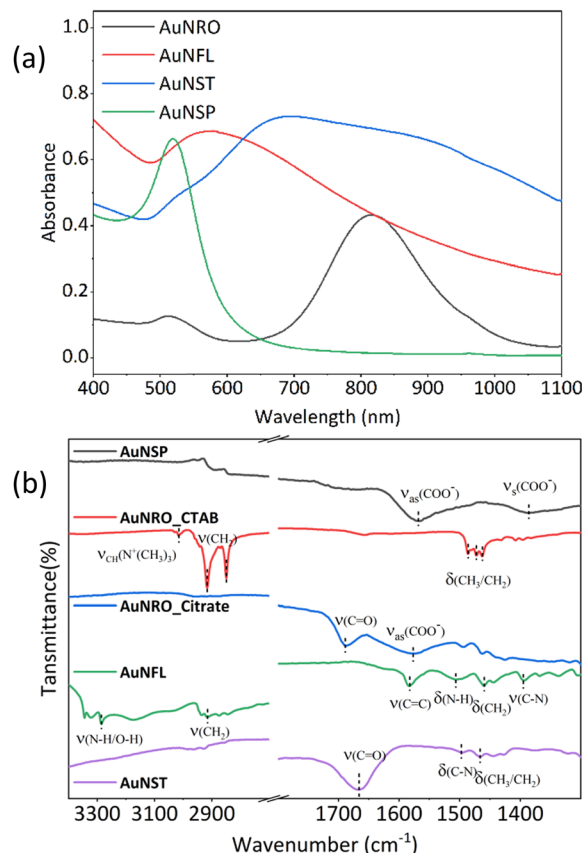 (a)
AuNRO
AuNFL
AuNST
AuNSP
1.0
0.8
0.6
0.4
0.2
0.0
Absorbance
400 500 600 700 800 900 1000 1100
Wavelength (nm)
(b)
AuNSP
νas(COO⁻)
νs(COO⁻)
AuNRO_CTAB
ν(CH₂)
νCH(N⁺(CH₃)₃)
δ(CH₃/CH₂)
AuNRO_Citrate
ν(C=O)
νas(COO⁻)
AuNFL
ν(C=C)
δ(N-H)
δ(CH₂)
ν(C-N)
ν(N-H/O-H)
ν(CH₂)
ν(C=O)
δ(C-N)
δ(CH₃/CH₂)
AuNST
Tansmittance(%)
3300 3100 2900 1700 1600 1500 1400 1300
Wavenumber (cm⁻¹)